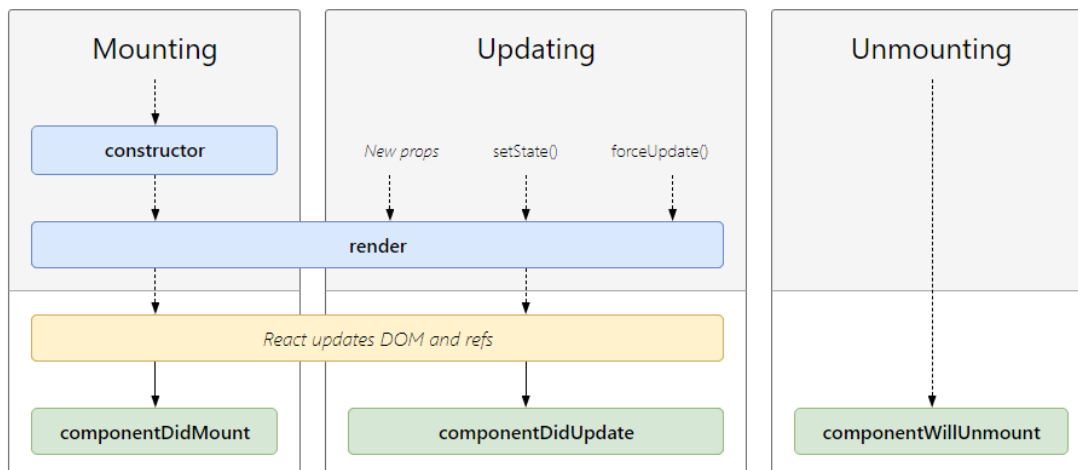 Mounting
Updating
Unmounting
constructor
New props
setState()
forceUpdate()
render
React updates DOM and refs
componentDidMount
componentDidUpdate
componentWillUnmount